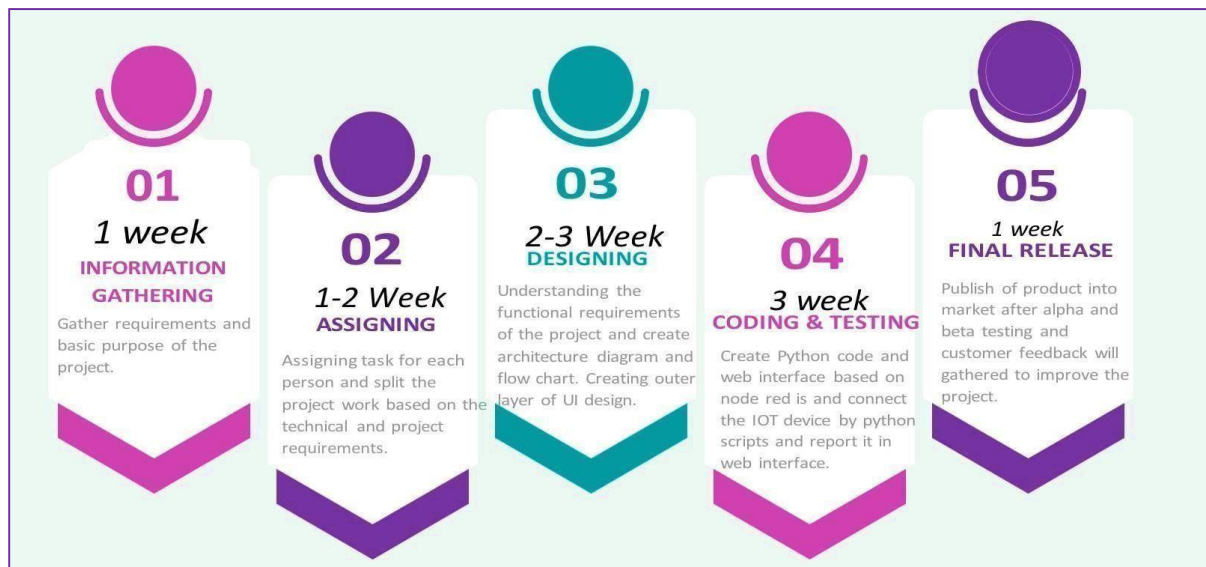 01
1 week
INFORMATION
GATHERING
Gather requirements and
basic purpose of the
project.
02
1-2 Week
ASSIGNING
Assigning task for each
person and split the
project work based on the
technical and project
requirements.
03
2-3 Week
DESIGNING
Understanding the
functional requirements
of the project and create
architecture diagram and
flow chart. Creating outer
layer of UI design.
04
3 week
CODING & TESTING
Create Python code and
web interface based on
node red is and connect
the IOT device by python
scripts and report it in
web interface.
05
1 week
FINAL RELEASE
Publish of product into
market after alpha and
beta testing and
customer feedback will
gathered to improve the
project.